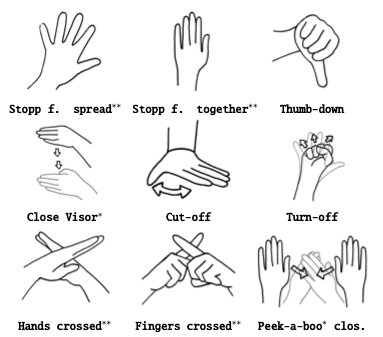 Stopp f. spread** Stopp f. together** Thumb-down
Close Visor* Cut-off Turn-off
Hands crossed** Fingers crossed** Peek-a-boo* clos.